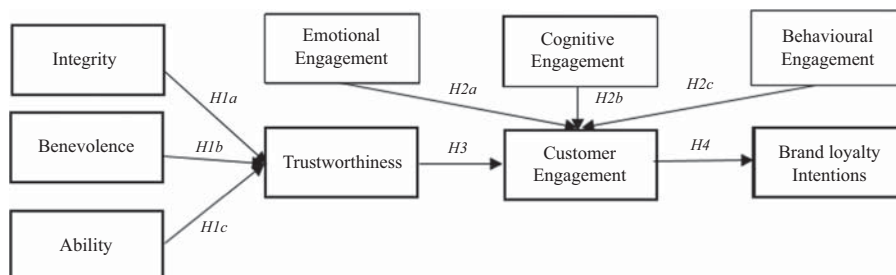 Integrity
Benevolence
Ability
H1a
H1b
H1c
Trustworthiness
Emotional
Engagement
Cognitive
Engagement
Behavioural
Engagement
H2a
H2b
H2c
H3
Customer
Engagement
H4
Brand loyalty
Intentions